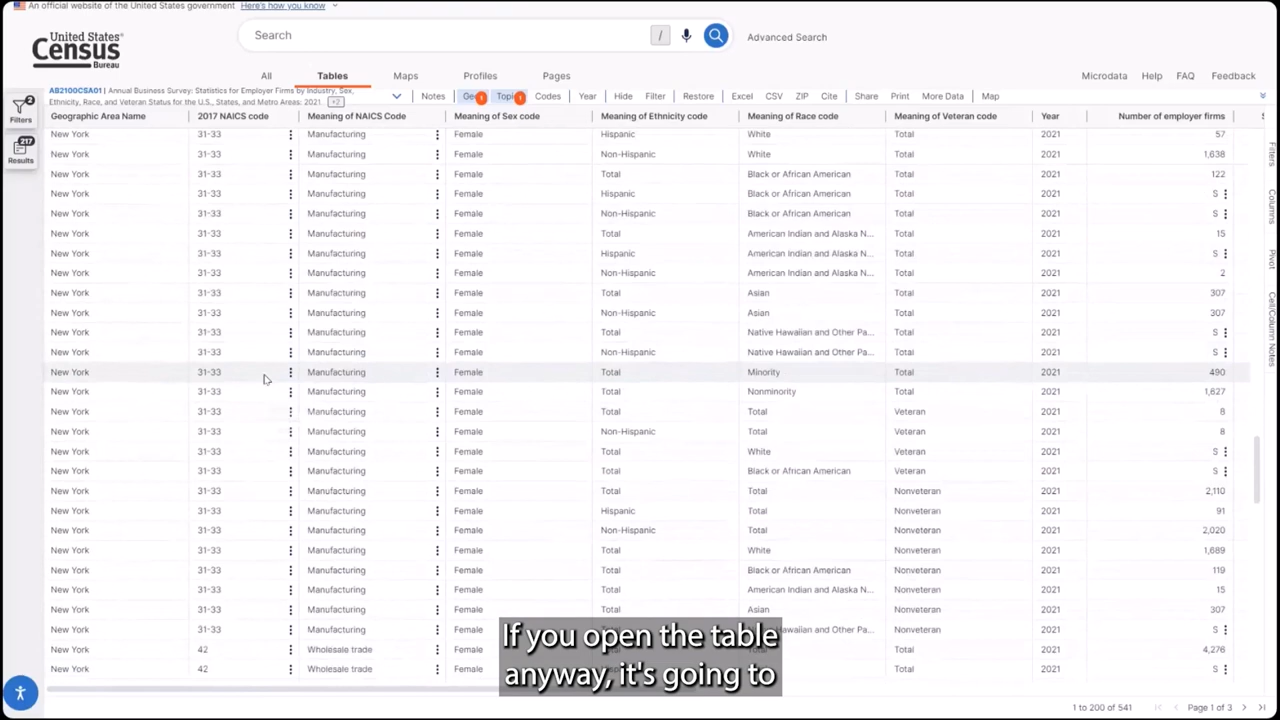 An official website of the United States government Here's how you know
United States®
Census
Bureau
Search
/
Advanced Search
All Tables Maps Profiles Pages
Microdata Help FAQ Feedback
Filters 2
Results 217
AB2100CSA01 | Annual Business Survey: Statistics for Employer Firms by Industry, Sex,
Ethnicity, Race, and Veteran Status for the U.S., States, and Metro Areas: 2021
Notes Geo 1 Topic 1 Codes Year Hide Filter Restore Excel CSV ZIP Cite Share Print More Data Map
Geographic Area Name 2017 NAICS code Meaning of NAICS Code Meaning of Sex code Meaning of Ethnicity code Meaning of Race code Meaning of Veteran code Year Number of employer firms
New York 31-33 Manufacturing Female Hispanic White Total 2021 57
New York 31-33 Manufacturing Female Non-Hispanic White Total 2021 1,638
New York 31-33 Manufacturing Female Total Black or African American Total 2021 122
New York 31-33 Manufacturing Female Hispanic Black or African American Total 2021 S
New York 31-33 Manufacturing Female Non-Hispanic Black or African American Total 2021 S
New York 31-33 Manufacturing Female Total American Indian and Alaska N... Total 2021 15
New York 31-33 Manufacturing Female Hispanic American Indian and Alaska N... Total 2021 S
New York 31-33 Manufacturing Female Non-Hispanic American Indian and Alaska N... Total 2021 2
New York 31-33 Manufacturing Female Total Asian Total 2021 307
New York 31-33 Manufacturing Female Non-Hispanic Asian Total 2021 307
New York 31-33 Manufacturing Female Total Native Hawaiian and Other Pa... Total 2021 S
New York 31-33 Manufacturing Female Non-Hispanic Native Hawaiian and Other Pa... Total 2021 S
New York 31-33 Manufacturing Female Total Minority Total 2021 490
New York 31-33 Manufacturing Female Total Nonminority Total 2021 1,627
New York 31-33 Manufacturing Female Total Total Veteran 2021 8
New York 31-33 Manufacturing Female Non-Hispanic Total Veteran 2021 8
New York 31-33 Manufacturing Female Total White Veteran 2021 S
New York 31-33 Manufacturing Female Total Black or African American Veteran 2021 S
New York 31-33 Manufacturing Female Total Total Nonveteran 2021 2,110
New York 31-33 Manufacturing Female Hispanic Total Nonveteran 2021 91
New York 31-33 Manufacturing Female Non-Hispanic Total Nonveteran 2021 2,020
New York 31-33 Manufacturing Female Total White Nonveteran 2021 1,689
New York 31-33 Manufacturing Female Total Black or African American Nonveteran 2021 119
New York 31-33 Manufacturing Female Total American Indian and Alaska N... Nonveteran 2021 15
New York 31-33 Manufacturing Female Total Asian Nonveteran 2021 307
New York 31-33 Manufacturing Female Hawaiian and Other Pa... Nonveteran 2021 S
New York 42 Wholesale trade Female Total 2021 4,276
New York 42 Wholesale trade Female Total 2021 S
If you open the table
anyway, it's going to
1 to 200 of 541 Page 1 of 3
Filters
Columns
Pivot
Cell/Column Notes